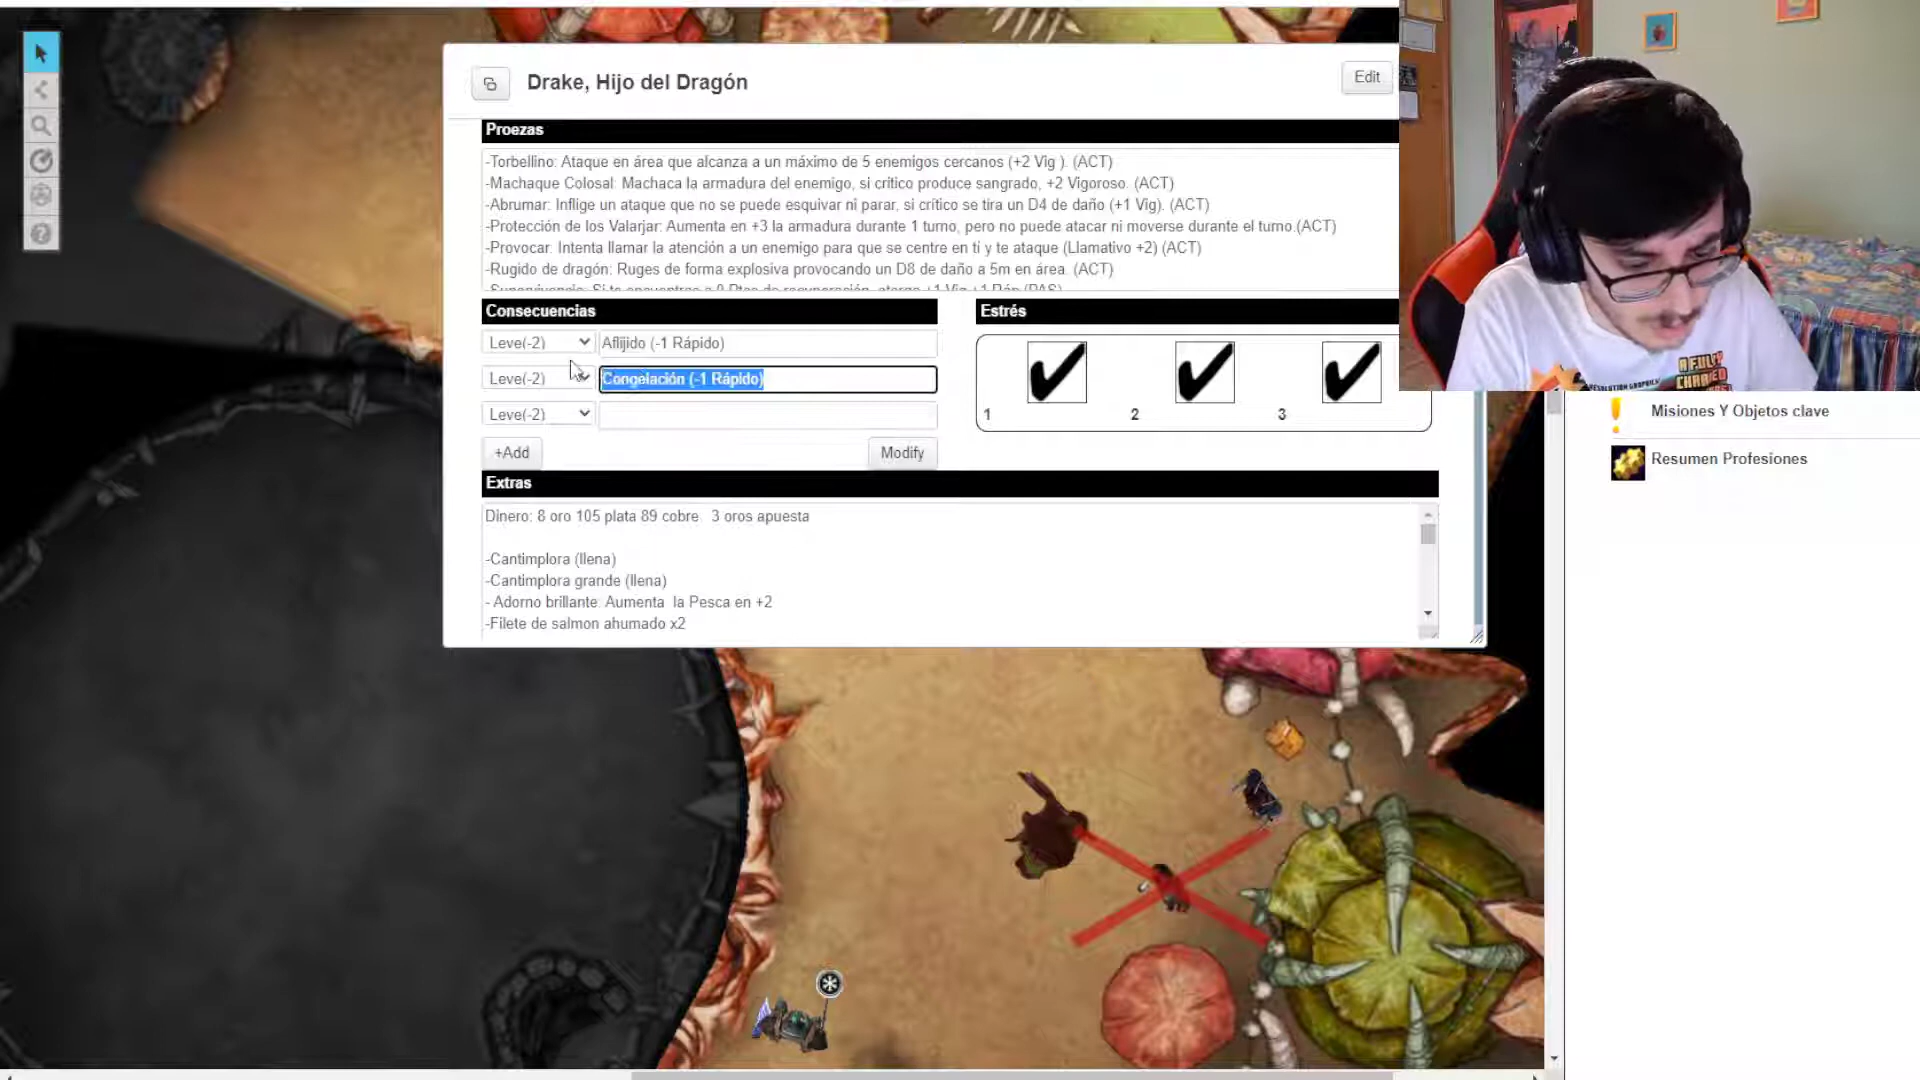 Drake, Hijo del Dragón
Edit
Proezas
-Torbellino: Ataque en área que alcanza a un máximo de 5 enemigos cercanos (+2 Vig ). (ACT)
-Machaque Colosal: Machaca la armadura del enemigo, si crítico produce sangrado, +2 Vigoroso. (ACT)
-Abrumar: Inflige un ataque que no se puede esquivar ni parar, si crítico se tira un D4 de daño (+1 Vig). (ACT)
-Protección de los Valarjar: Aumenta en +3 la armadura durante 1 turno, pero no puede atacar ni moverse durante el turno.(ACT)
-Provocar: Intenta llamar la atención a un enemigo para que se centre en tí y te ataque (Llamativo +2) (ACT)
-Rugido de dragón: Ruges de forma explosiva provocando un D8 de daño a 5m en área. (ACT)
Consecuencias
Estrés
Leve(-2) Aflijido (-1 Rápido)
Leve(-2) Congelación (-1 Rápido)
Leve(-2)
1 2 3
+Add Modify
Extras
Dinero: 8 oro 105 plata 89 cobre 3 oros apuesta
-Cantimplora (llena)
-Cantimplora grande (llena)
- Adorno brillante: Aumenta la Pesca en +2
-Filete de salmon ahumado x2
Misiones Y Objetos clave
Resumen Profesiones
A FULLY
CHARGED